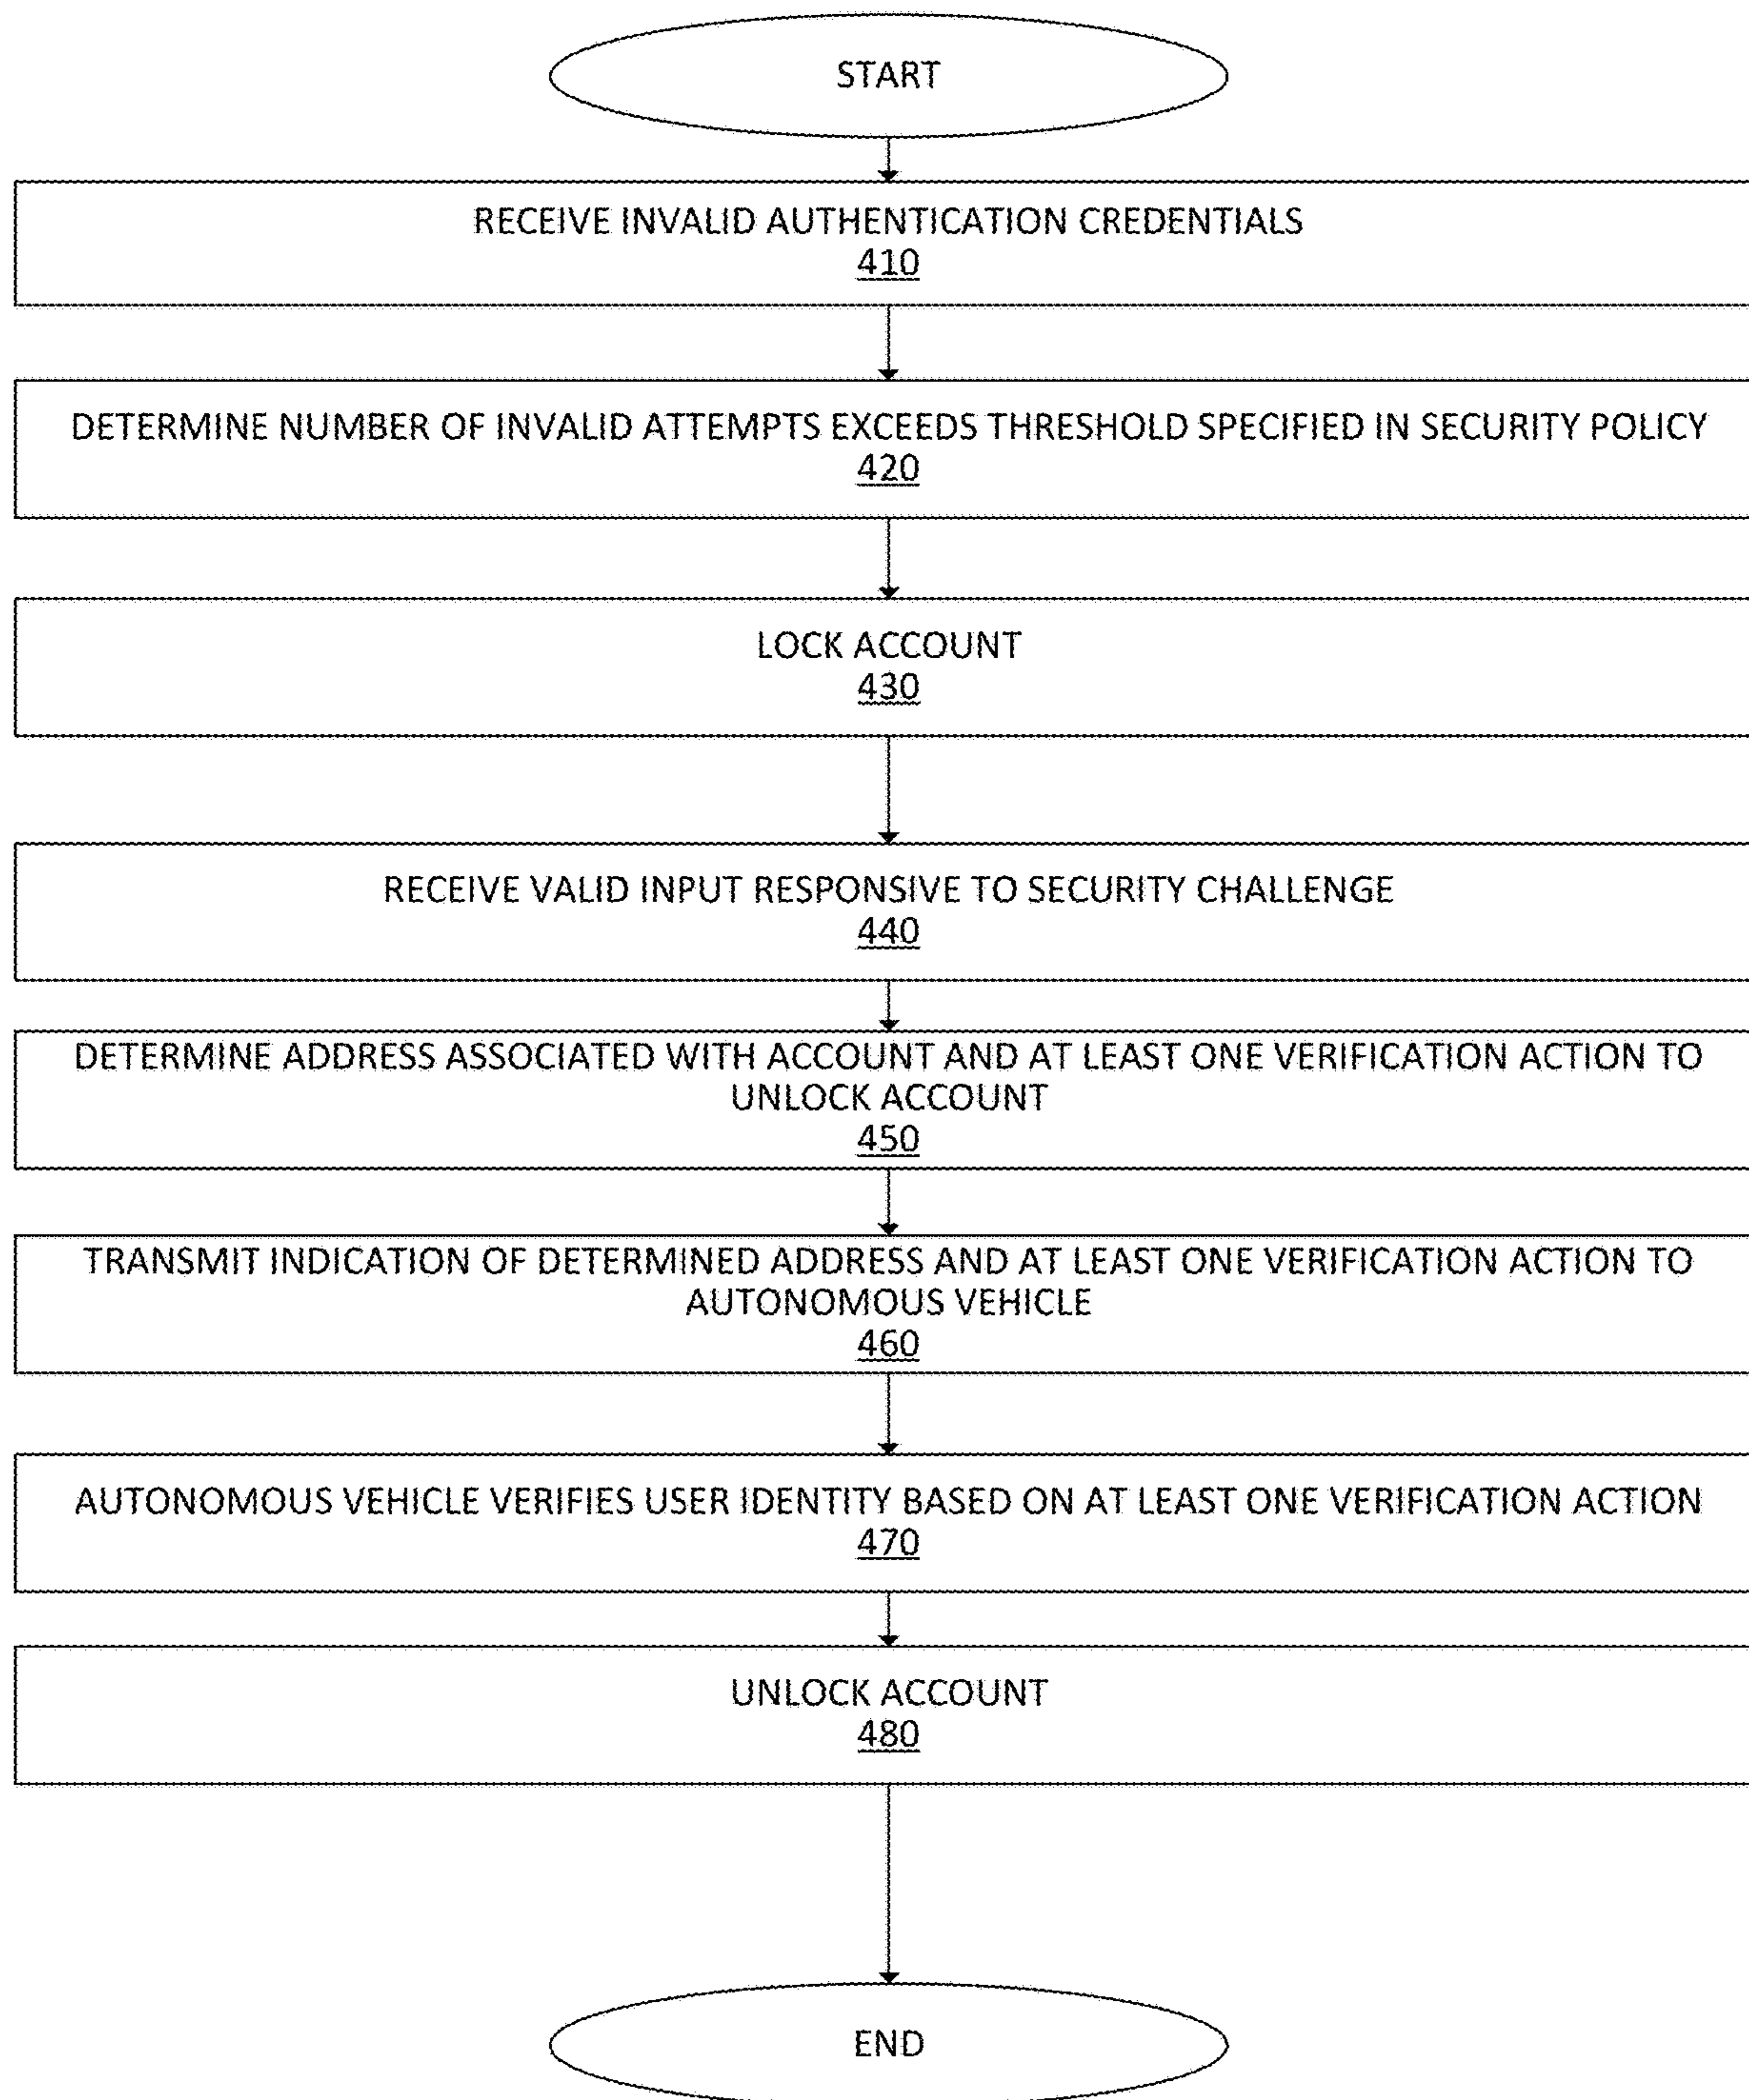 START
RECEIVE INVALID AUTHENTICATION CREDENTIALS
410
DETERMINE NUMBER OF INVALID ATTEMPTS EXCEEDS THRESHOLD SPECIFIED IN SECURITY POLICY
420
LOCK ACCOUNT
430
RECEIVE VALID INPUT RESPONSIVE TO SECURITY CHALLENGE
440
DETERMINE ADDRESS ASSOCIATED WITH ACCOUNT AND AT LEAST ONE VERIFICATION ACTION TO
UNLOCK ACCOUNT
450
TRANSMIT INDICATION OF DETERMINED ADDRESS AND AT LEAST ONE VERIFICATION ACTION TO
AUTONOMOUS VEHICLE
460
AUTONOMOUS VEHICLE VERIFIES USER IDENTITY BASED ON AT LEAST ONE VERIFICATION ACTION
470
UNLOCK ACCOUNT
480
END